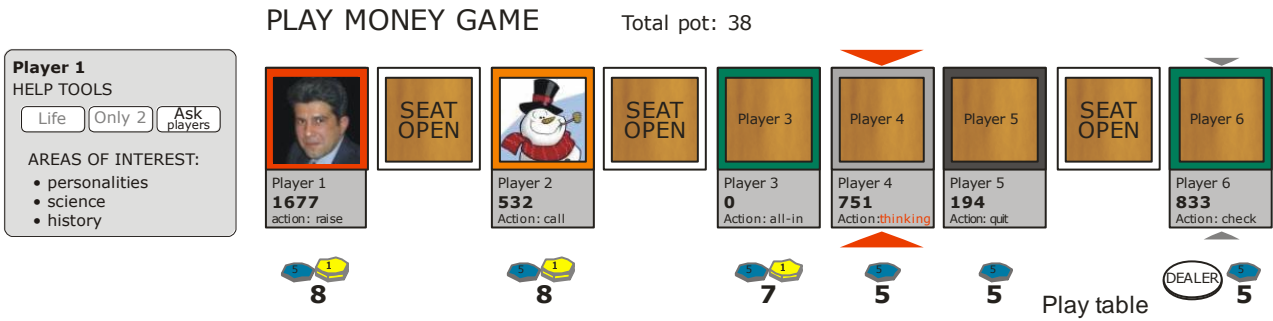 PLAY MONEY GAME
Total pot: 38
Player 1
HELP TOOLS
Life
Only 2
Ask
players
AREAS OF INTEREST:
• personalities
• science
• history
SEAT
OPEN
SEAT
OPEN
Player 3
Player 4
Player 5
SEAT
OPEN
Player 6
Player 1
1677
action: raise
Player 2
532
Action: call
Player 3
0
Action: all-in
Player 4
751
Action:thinking
Player 5
194
Action: quit
Player 6
833
Action: check
5 1
8
5 1
8
5 1
7
5
5
5
5
DEALER
5
5
Play table